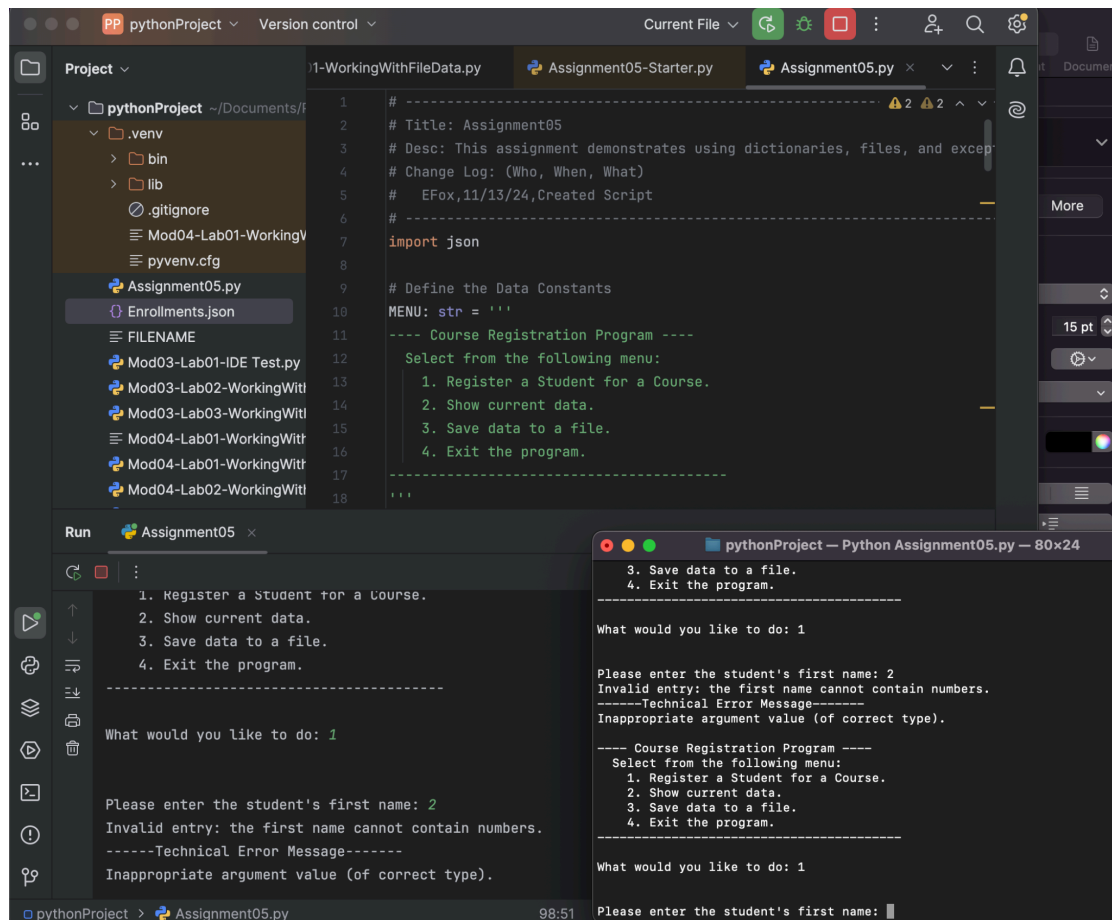 PP pythonProject Version control Current File
Project
01-WorkingWithFileData.py Assignment05-Starter.py Assignment05.py
pythonProject ~/Documents/
.venv
bin
lib
.gitignore
Mod04-Lab01-Working
pyvenv.cfg
Assignment05.py
{} Enrollments.json
FILENAME
Mod03-Lab01-IDE Test.py
Mod03-Lab02-WorkingWit
Mod03-Lab03-WorkingWit
Mod04-Lab01-WorkingWit
Mod04-Lab01-WorkingWit
Mod04-Lab02-WorkingWit
2 2
1 # ------------------------------------------------------------------------------------------
2 # Title: Assignment05
3 # Desc: This assignment demonstrates using dictionaries, files, and excep
4 # Change Log: (Who, When, What)
5 #   EFox,11/13/24,Created Script
6 # ------------------------------------------------------------------------------------------
7 import json
8
9 # Define the Data Constants
10 MENU: str = '''
11 ---- Course Registration Program ----
12   Select from the following menu:
13     1. Register a Student for a Course.
14     2. Show current data.
15     3. Save data to a file.
16     4. Exit the program.
17 -----------------------------------------
18 '''
Documen
More
15 pt
Run Assignment05
1. Register a Student for a Course.
2. Show current data.
3. Save data to a file.
4. Exit the program.
-----------------------------------------
What would you like to do: 1
Please enter the student's first name: 2
Invalid entry: the first name cannot contain numbers.
------Technical Error Message-------
Inappropriate argument value (of correct type).
pythonProject > Assignment05.py 98:51
pythonProject — Python Assignment05.py — 80×24
3. Save data to a file.
4. Exit the program.
-----------------------------------------
What would you like to do: 1
Please enter the student's first name: 2
Invalid entry: the first name cannot contain numbers.
------Technical Error Message-------
Inappropriate argument value (of correct type).
---- Course Registration Program ----
Select from the following menu:
1. Register a Student for a Course.
2. Show current data.
3. Save data to a file.
4. Exit the program.
-----------------------------------------
What would you like to do: 1
Please enter the student's first name: